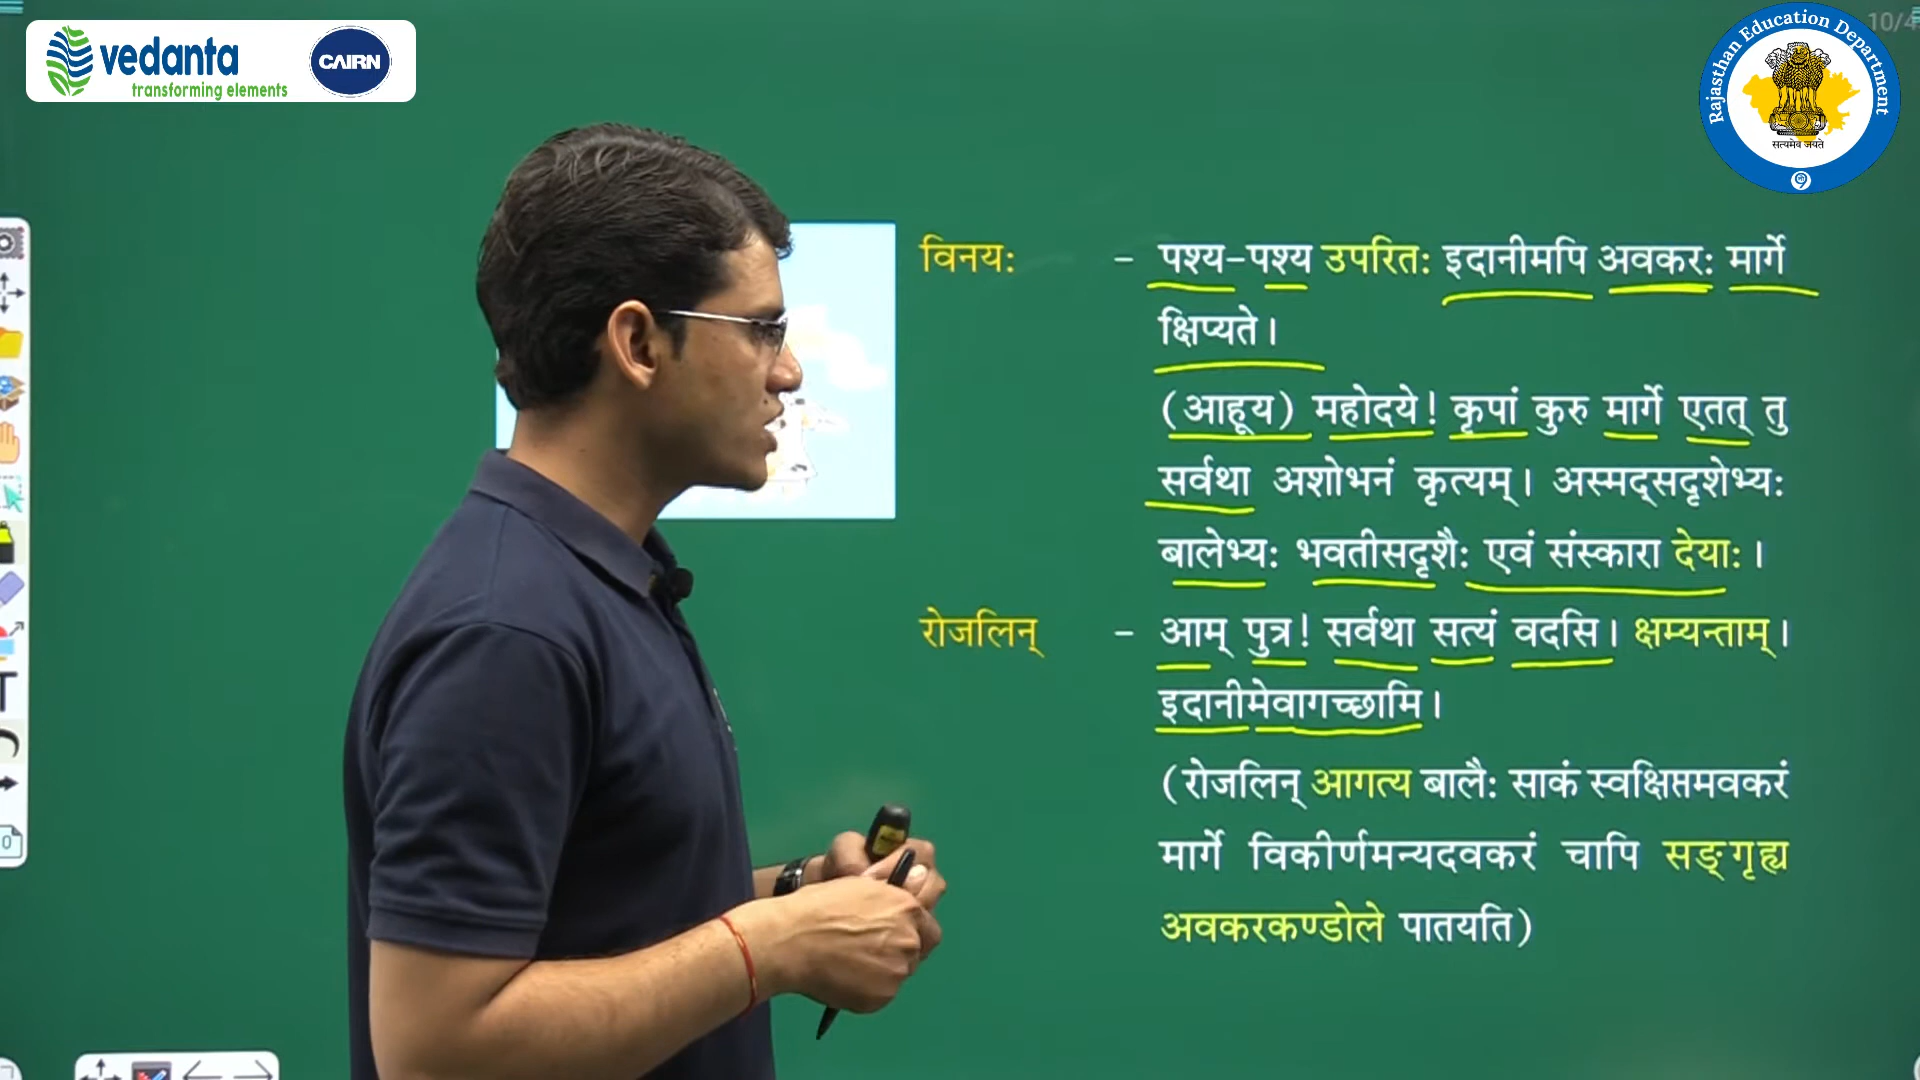 vedanta
transforming elements
CAIRN
10/4
Rajasthan Education Department
सत्यमेव जयते
विनयः – पश्य-पश्य उपरितः इदानीमपि अवकरः मार्गे
क्षिप्यते।
(आहूय) महोदये! कृपां कुरु मार्गे एतत् तु
सर्वथा अशोभनं कृत्यम्। अस्मद्सदृशेभ्यः
बालेभ्यः भवतीसदृशैः एवं संस्कारा देयाः।
रोजलिन् – आम् पुत्र! सर्वथा सत्यं वदसि। क्षम्यन्ताम्।
इदानीमेवागच्छामि।
(रोजलिन् आगत्य बालैः साकं स्वक्षिप्तमवकरं
मार्गे विकीर्णमन्यदवकरं चापि सङ्गृह्य
अवकरकण्डोले पातयति)